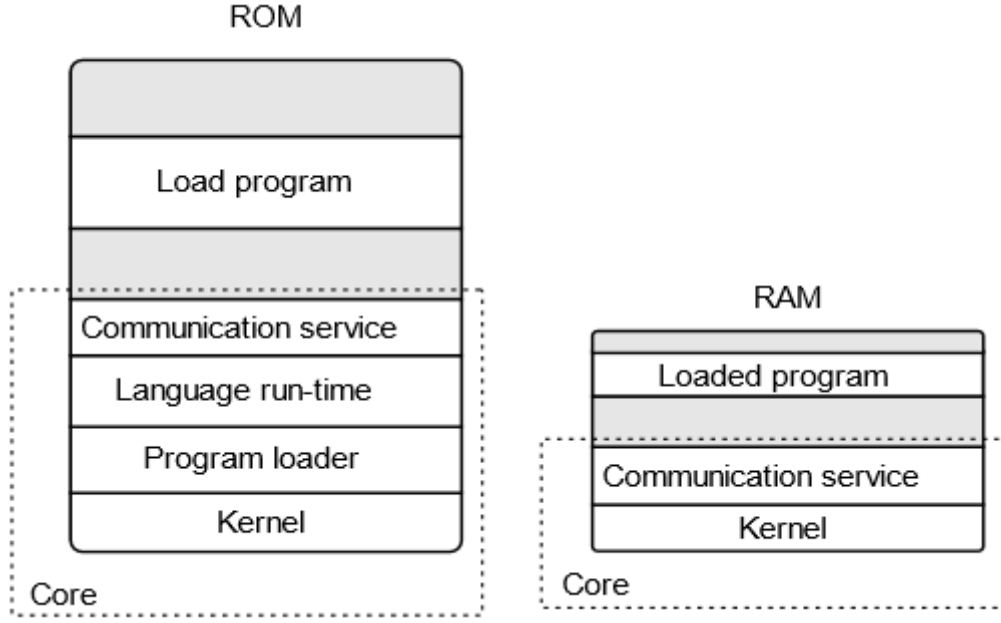 ROM
Load program
Communication service
Language run-time
Program loader
Kernel
Core
RAM
Loaded program
Communication service
Kernel
Core